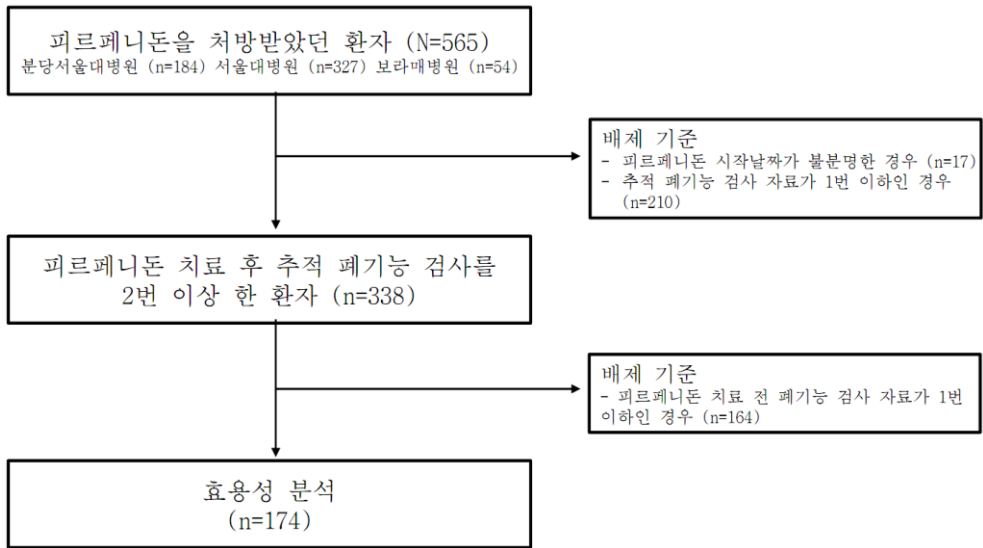 피르페니돈을 처방받았던 환자 (N=565)
분당서울대병원 (n=184) 서울대병원 (n=327) 보라매병원 (n=54)
배제 기준
- 피르페니돈 시작날짜가 불분명한 경우 (n=17)
- 추적 폐기능 검사 자료가 1번 이하인 경우
(n=210)
피르페니돈 치료 후 추적 폐기능 검사를
2번 이상 한 환자 (n=338)
배제 기준
- 피르페니돈 치료 전 폐기능 검사 자료가 1번
이하인 경우 (n=164)
효용성 분석
(n=174)